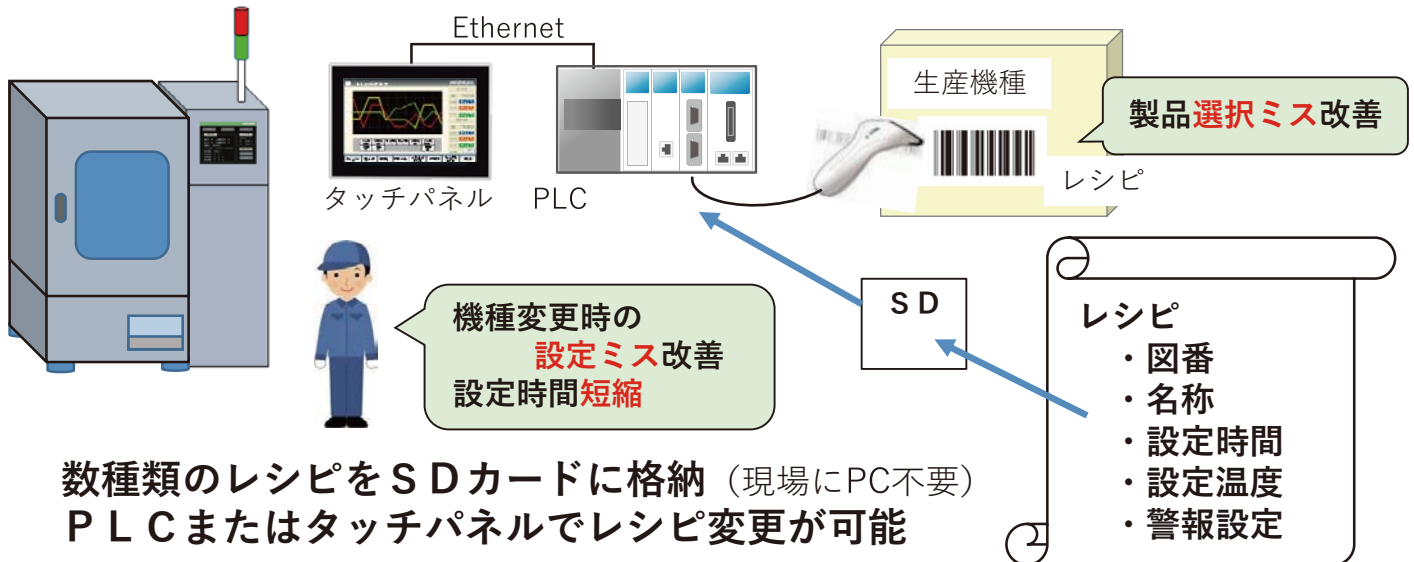 Ethernet
生産機種
製品選択ミス改善
レシピ
タッチパネル
PLC
機種変更時の
設定ミス改善
設定時間短縮
ＳＤ
レシピ
・図番
・名称
・設定時間
・設定温度
・警報設定
数種類のレシピをＳＤカードに格納（現場にPC不要）
ＰＬＣまたはタッチパネルでレシピ変更が可能